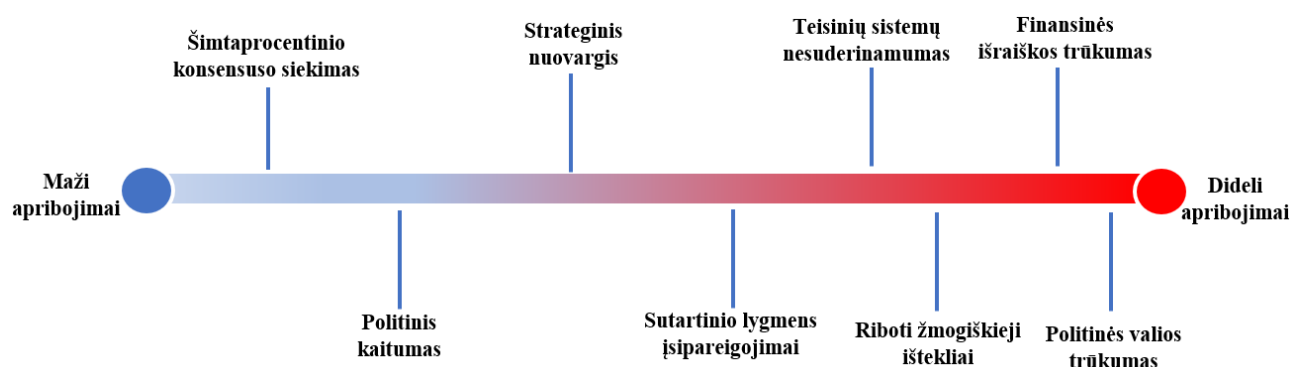 Šimtaprocentinio
konsensuso siekimas
Strateginis
nuovargis
Teisinių sistemų
nesuderinamumas
Finansinės
išraiškos trūkumas
Maži
apribojimai
Dideli
apribojimai
Politinis
kaitumas
Sutartinio lygmens
įsipareigojimai
Riboti žmogiškieji
ištekliai
Politinės valios
trūkumas